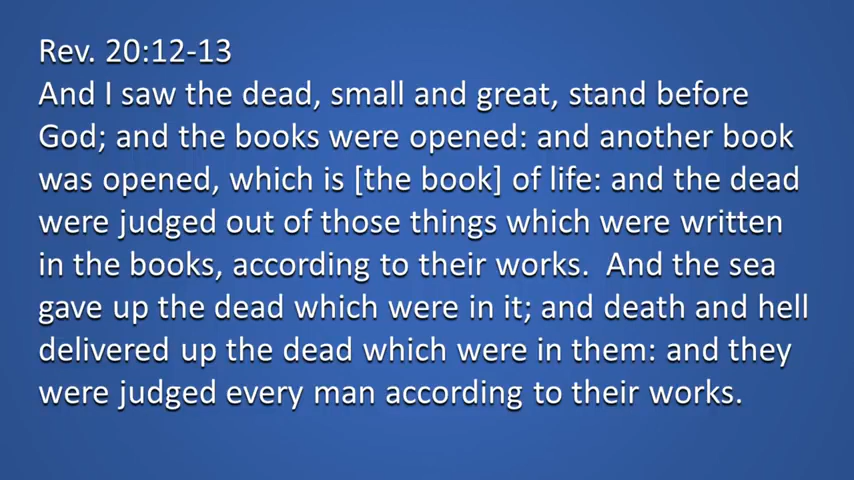 Rev. 20:12-13
And I saw the dead, small and great, stand before
God; and the books were opened: and another book
was opened, which is [the book] of life: and the dead
were judged out of those things which were written
in the books, according to their works.  And the sea
gave up the dead which were in it; and death and hell
delivered up the dead which were in them: and they
were judged every man according to their works.